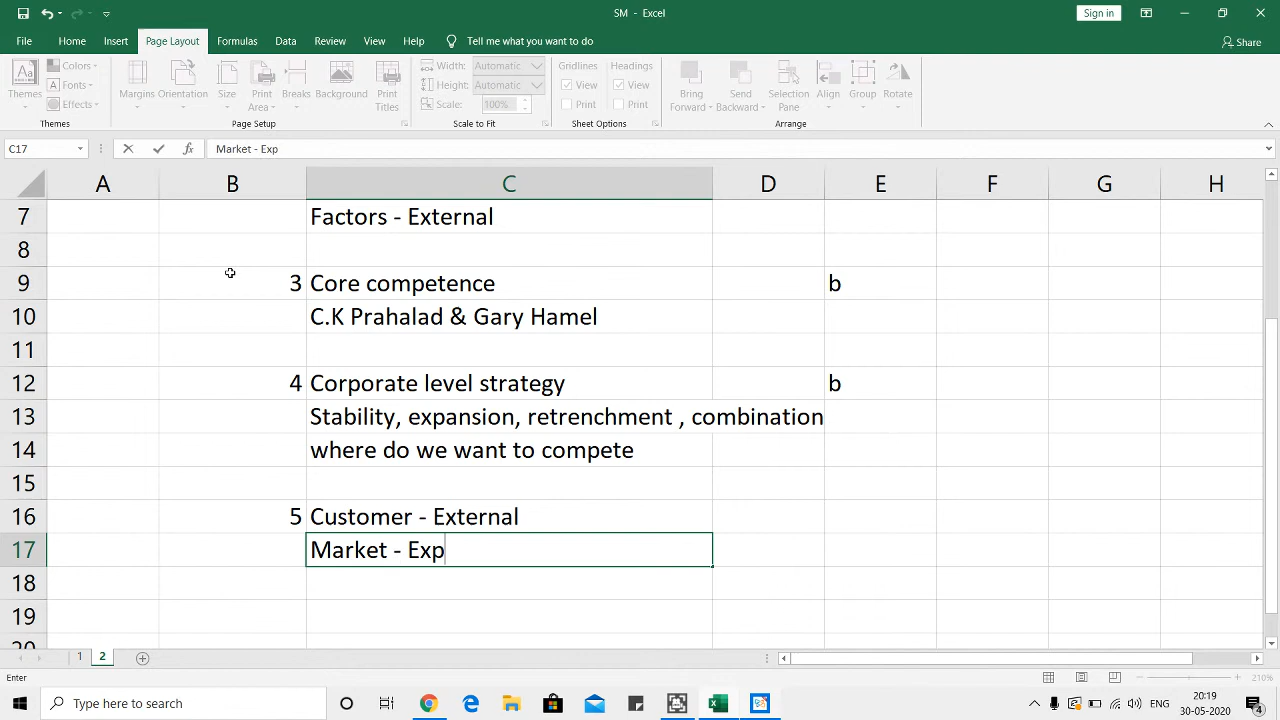 SM - Excel
Sign in
File Home Insert Page Layout Formulas Data Review View Help Tell me what you want to do Share
Colors
Fonts
Effects
Themes
Margins Orientation Size Print Area Breaks Background Print Titles
Width: Automatic
Height: Automatic
Scale: 100%
Gridlines
View
Print
Headings
View
Print
Bring Forward Send Backward Selection Pane Align Group Rotate
Themes Page Setup Scale to Fit Sheet Options Arrange
C17 fx Market - Exp
A B C D E F G H
7 Factors - External
8
9 3 Core competence b
10 C.K Prahalad & Gary Hamel
11
12 4 Corporate level strategy b
13 Stability, expansion, retrenchment , combination
14 where do we want to compete
15
16 5 Customer - External
17 Market - Exp
18
19
20
1 2
Enter 210%
Type here to search
ENG
20:19
30-05-2020
4